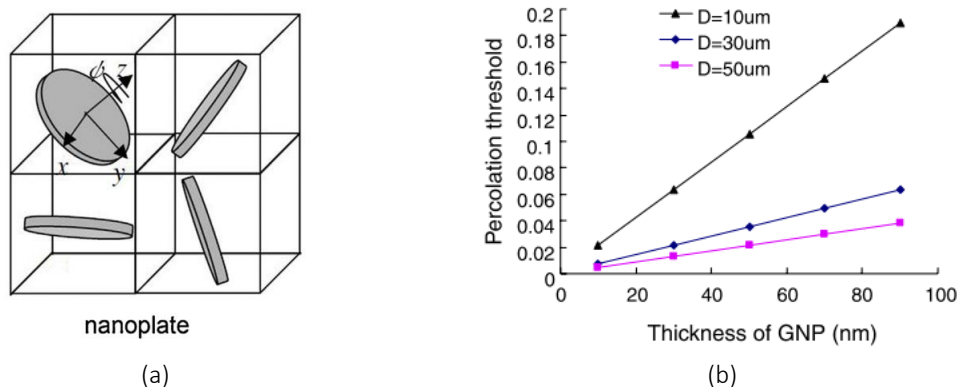 ϕ
z
x
y
nanoplate
(a)
D=10um
D=30um
D=50um
Percolation threshold
0.2
0.18
0.16
0.14
0.12
0.1
0.08
0.06
0.04
0.02
0
0 20 40 60 80 100
Thickness of GNP (nm)
(b)